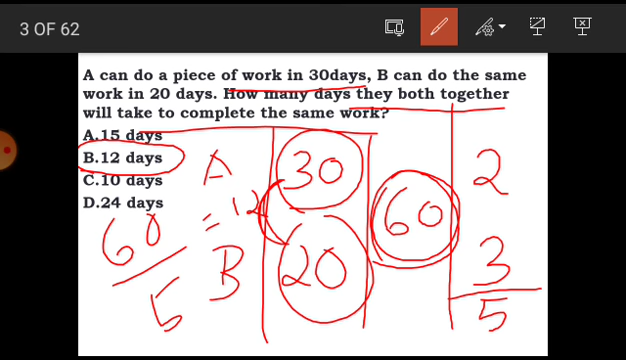 3 OF 62
A can do a piece of work in 30days, B can do the same
work in 20 days. How many days they both together
will take to complete the same work?
A.15 days
B.12 days
C.10 days
D.24 days
A 30 60 2
60/5 = 12
B 20 3
5